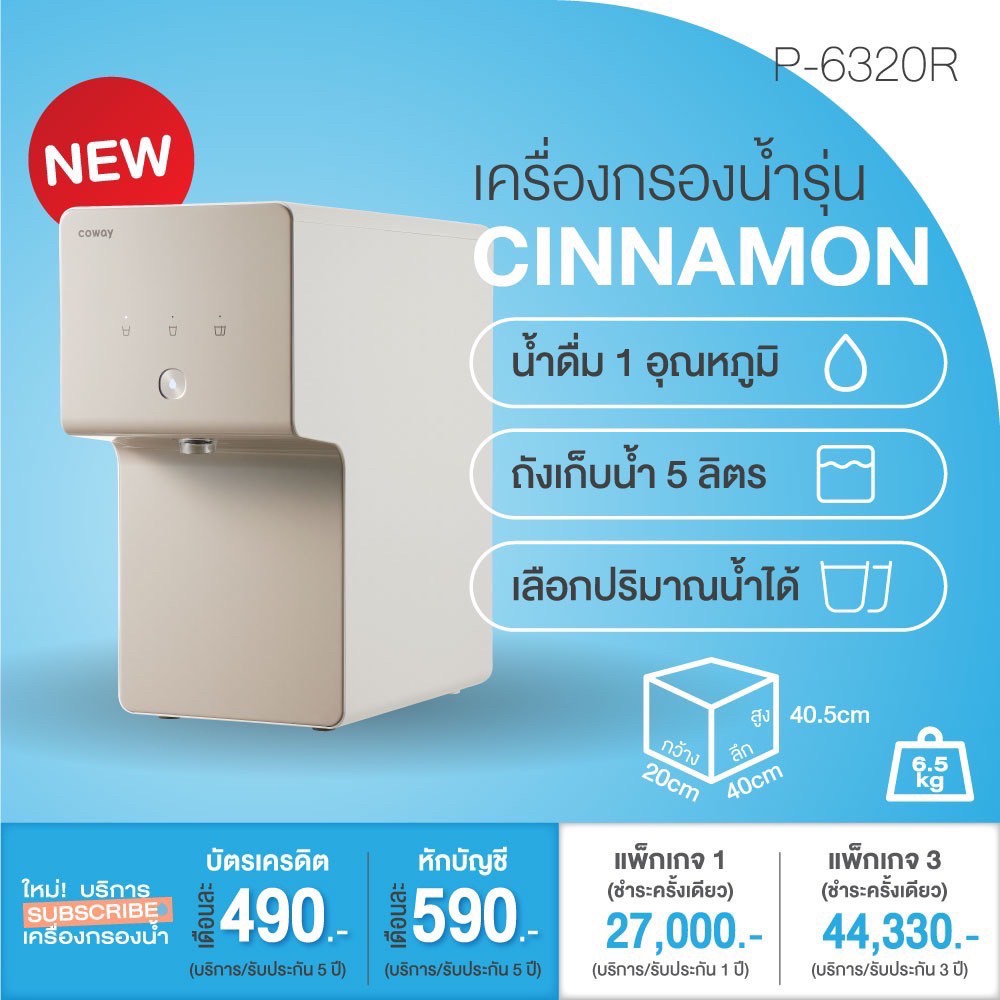 P-6320R
NEW
เครื่องกรองน้ำรุ่น
CINNAMON
coway
น้ำดื่ม 1 อุณหภูมิ
ถังเก็บน้ำ 5 ลิตร
เลือกปริมาณน้ำได้
สูง
40.5cm
กว้าง
ลึก
20cm
40cm
6.5
kg
ใหม่! บริการ
SUBSCRIBE
เครื่องกรองน้ำ
บัตรเครดิต
เดือนละ 490.-
(บริการ/รับประกัน 5 ปี)
หักบัญชี
เดือนละ 590.-
(บริการ/รับประกัน 5 ปี)
แพ็กเกจ 1
(ชำระครั้งเดียว)
27,000.-
(บริการ/รับประกัน 1 ปี)
แพ็กเกจ 3
(ชำระครั้งเดียว)
44,330.-
(บริการ/รับประกัน 3 ปี)